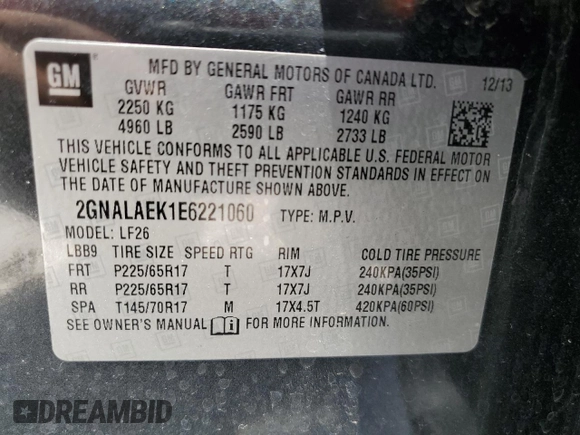 GM
MFD BY GENERAL MOTORS OF CANADA LTD. 12/13
GVWR GAWR FRT GAWR RR
2250 KG 1175 KG 1240 KG
4960 LB 2590 LB 2733 LB
THIS VEHICLE CONFORMS TO ALL APPLICABLE U.S. FEDERAL MOTOR
VEHICLE SAFETY AND THEFT PREVENTION STANDARDS IN EFFECT ON
THE DATE OF MANUFACTURE SHOWN ABOVE.
2GNALAEK1E6221060 TYPE: M.P.V.
MODEL: LF26
LBB9 TIRE SIZE SPEED RTG RIM COLD TIRE PRESSURE
FRT P225/65R17 T 17X7J 240KPA(35PSI)
RR P225/65R17 T 17X7J 240KPA(35PSI)
SPA T145/70R17 M 17X4.5T 420KPA(60PSI)
SEE OWNER'S MANUAL FOR MORE INFORMATION.
DREAMBID